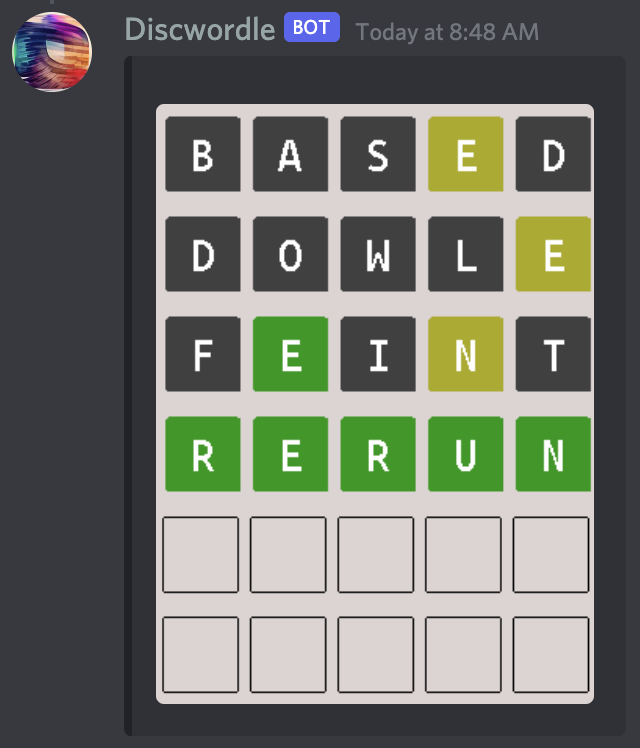 Discwordle BOT Today at 8:48 AM
B A S E D
D O W L E
F E I N T
R E R U N